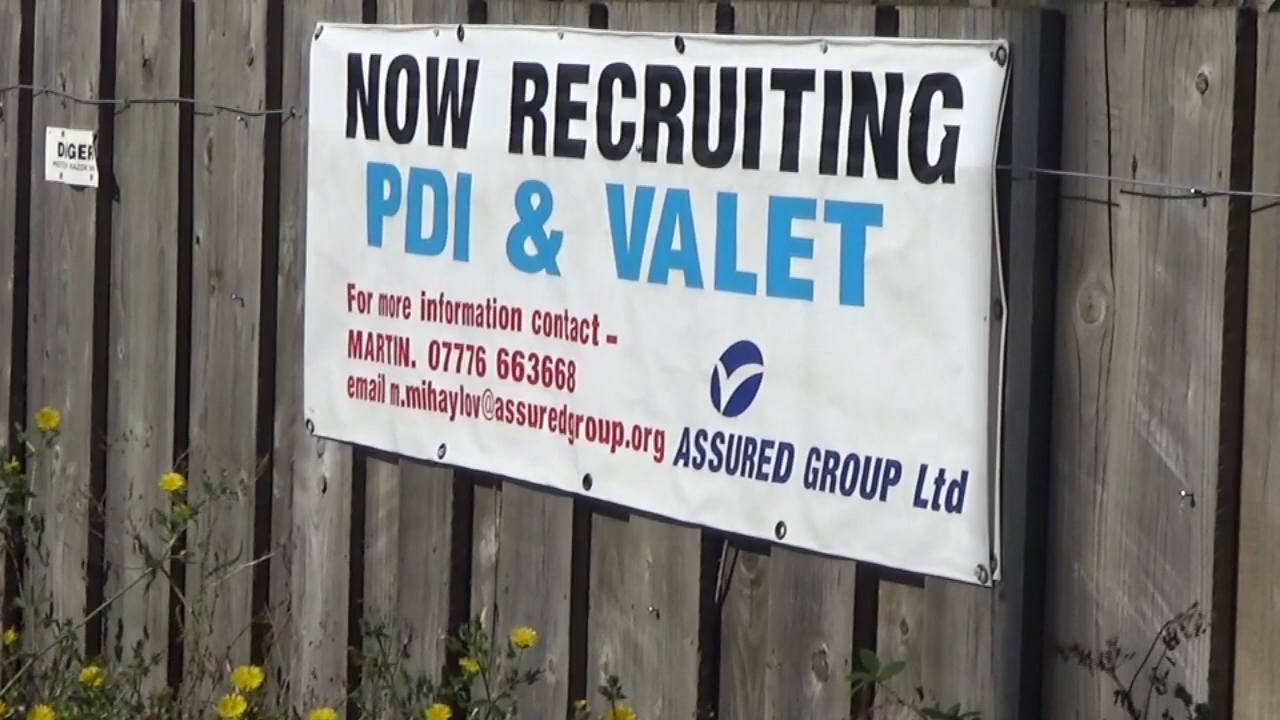 NOW RECRUITING
PDI & VALET
For more information contact -
MARTIN. 07776 663668
email m.mihaylov@assuredgroup.org
ASSURED GROUP Ltd